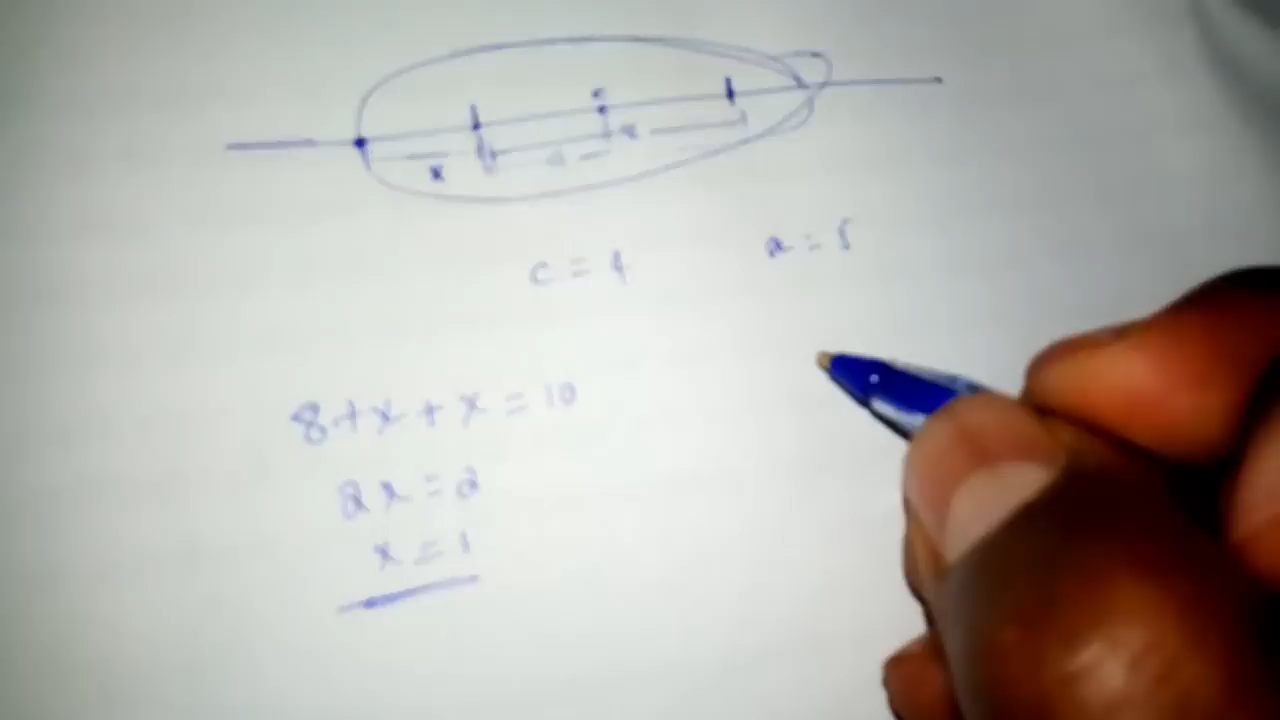 x
c = 4
a = 5
8 + x + x = 10
2x = 2
x = 1